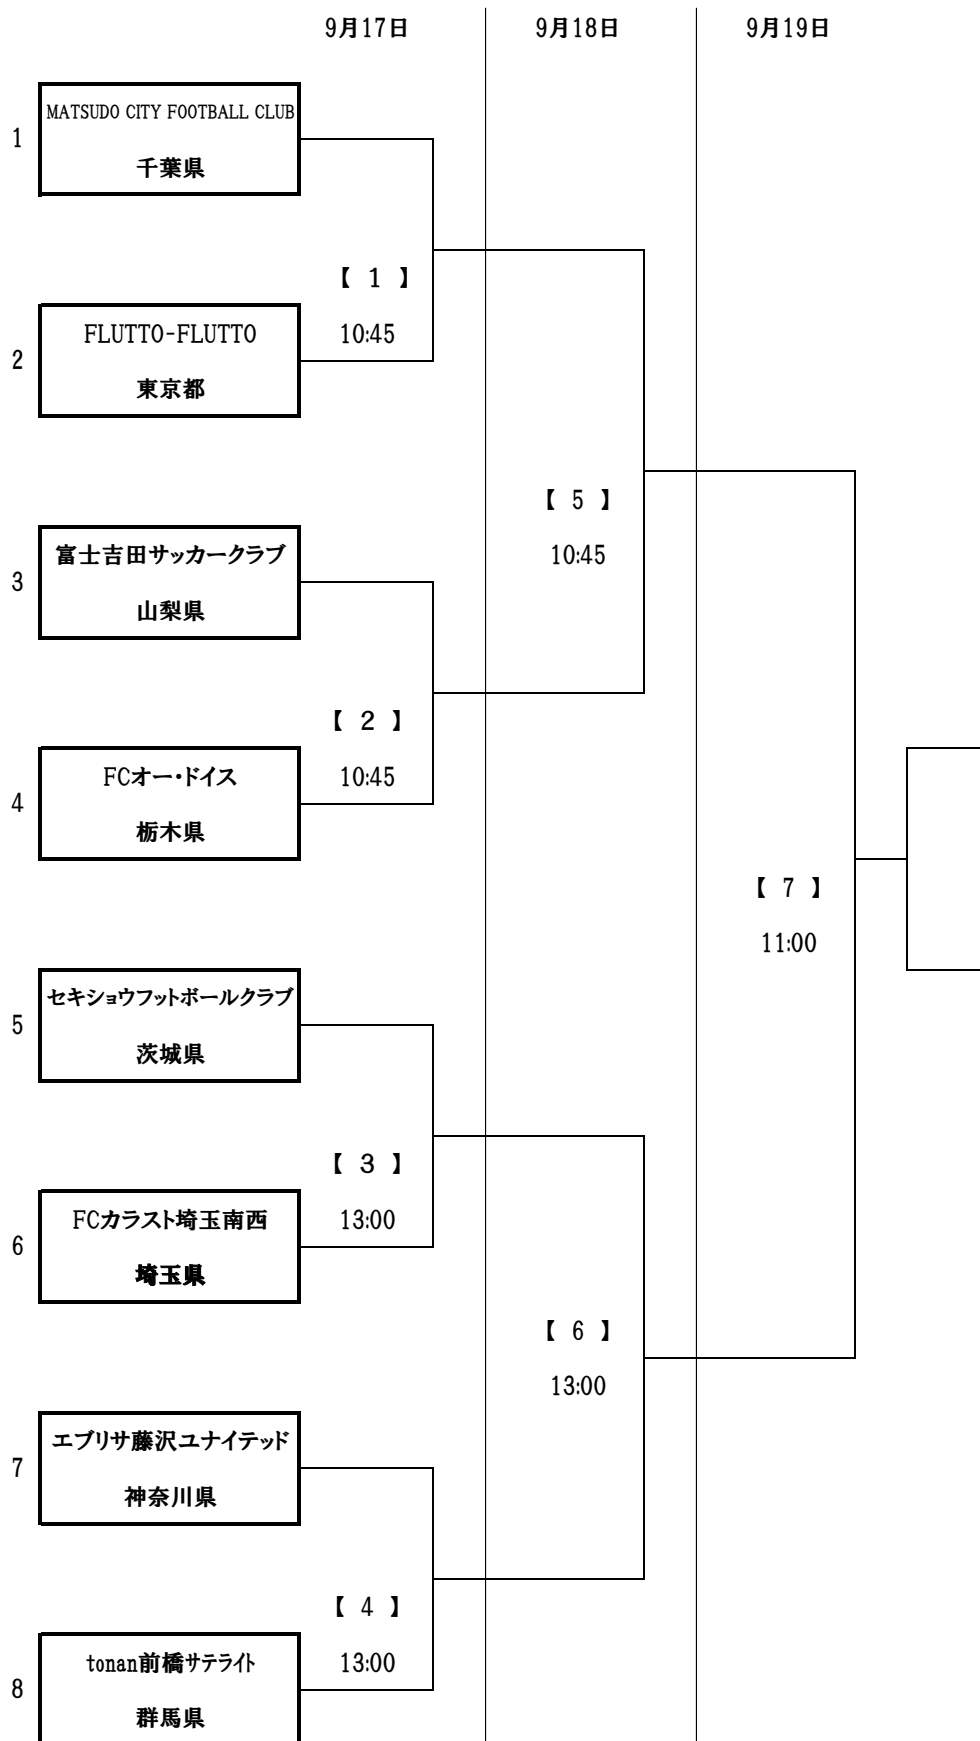 9月17日 9月18日 9月19日
MATSUDO CITY FOOTBALL CLUB
1
千葉県
【 1 】
FLUTTO-FLUTTO 10:45
2
東京都
【 5 】
富士吉田サッカークラブ 10:45
3
山梨県
【 2 】
FCオー・ドイス 10:45
4
栃木県
【 7 】
11:00
セキショウフットボールクラブ
5
茨城県
【 3 】
FCカラスト埼玉南西 13:00
6
埼玉県
【 6 】
13:00
エブリサ藤沢ユナイテッド
7
神奈川県
【 4 】
tonan前橋サテライト 13:00
8
群馬県